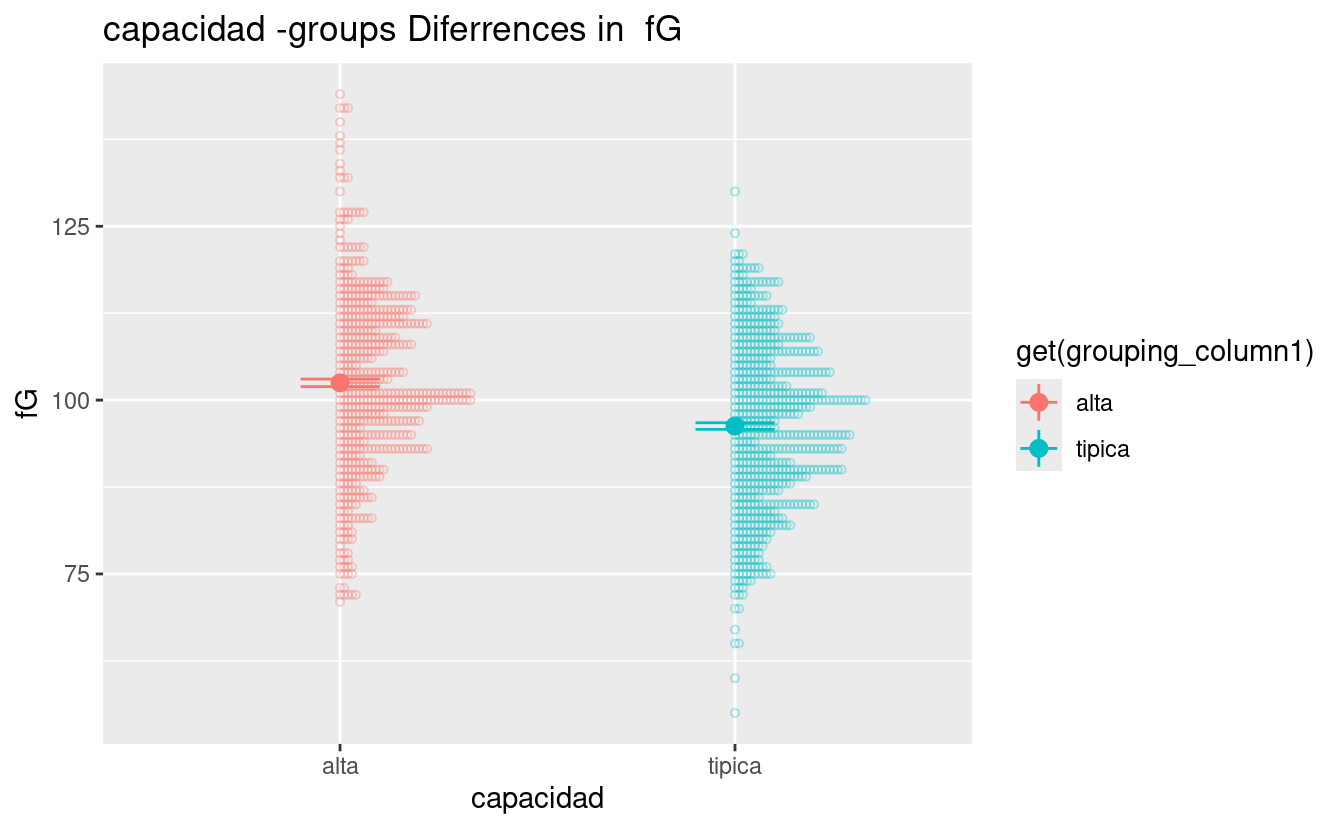 capacidad -groups Diferrences in  fG
125
100
75
fG
alta
tipica
capacidad
get(grouping_column1)
alta
tipica